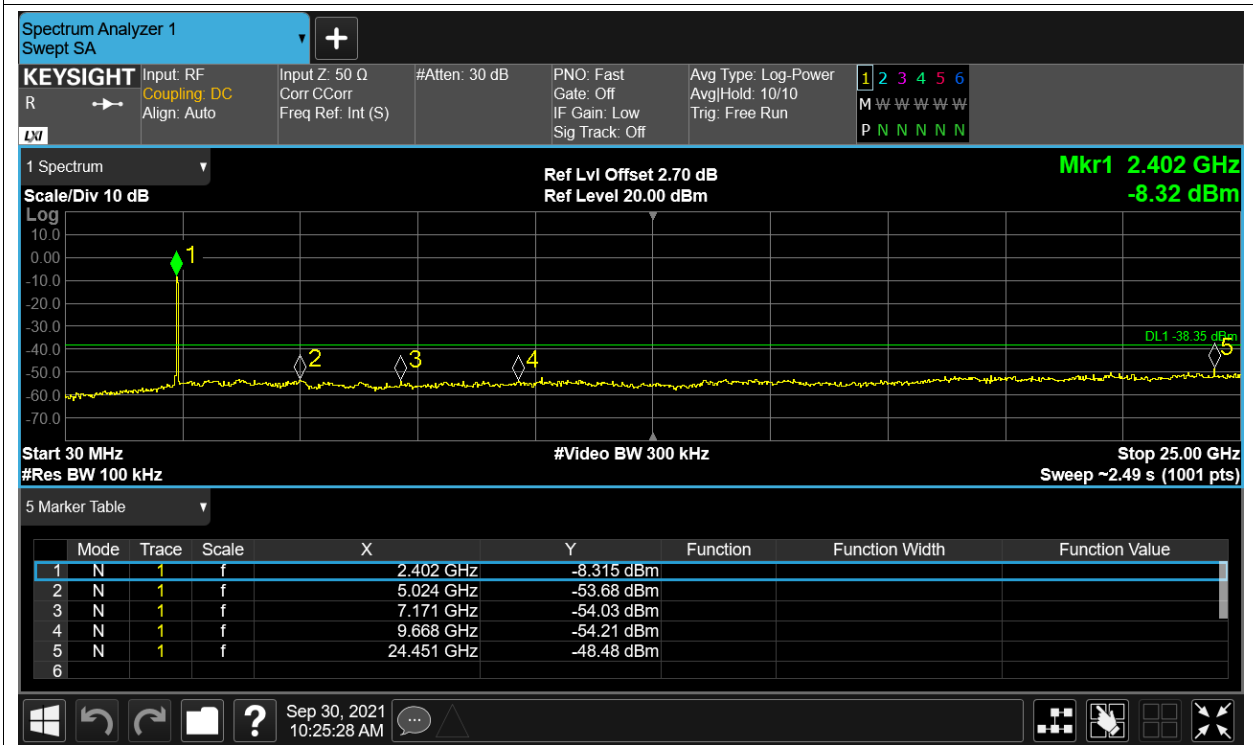 Spectrum Analyzer 1
Swept SA
KEYSIGHT Input: RF Input Z: 50 Ω #Atten: 30 dB PNO: Fast Avg Type: Log-Power 1 2 3 4 5 6
R Coupling: DC Corr CCorr Gate: Off Avg|Hold: 10/10
Align: Auto Freq Ref: Int (S) IF Gain: Low Trig: Free Run M W W W W W W
LXI Sig Track: Off P N N N N N N
1 Spectrum Ref Lvl Offset 2.70 dB Mkr1 2.402 GHz
Scale/Div 10 dB Ref Level 20.00 dBm -8.32 dBm
Log
10.0
0.00 1
-10.0
-20.0
-30.0 DL1 -38.35 dBm
-40.0 2 3 4 5
-50.0
-60.0
-70.0
Start 30 MHz #Video BW 300 kHz Stop 25.00 GHz
#Res BW 100 kHz Sweep ~2.49 s (1001 pts)
5 Marker Table
Mode Trace Scale X Y Function Function Width Function Value
1 N 1 f 2.402 GHz -8.315 dBm
2 N 1 f 5.024 GHz -53.68 dBm
3 N 1 f 7.171 GHz -54.03 dBm
4 N 1 f 9.668 GHz -54.21 dBm
5 N 1 f 24.451 GHz -48.48 dBm
6
? Sep 30, 2021
10:25:28 AM